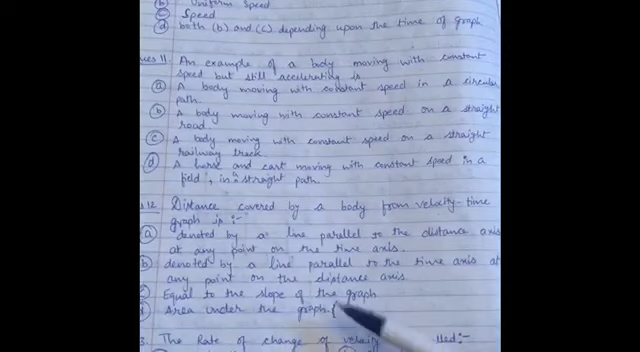 (b) Uniform Speed
(c) Speed
(d) both (b) and (c) depending upon the time of graph
ues 11. An example of a body moving with constant
speed but still accelerating is
(a) A body moving with constant speed in a circular
path.
(b) A body moving with constant speed on a straight
road.
(c) A body moving with constant speed on a straight
railway track
(d) A horse and cart moving with constant speed in a
field, in a straight path.
s 12. Distance covered by a body from velocity-time
graph is :-
(a) denoted by a line parellel to the distance axis
at any point on the time axis.
(b) denoted by a line parallel to the time axis at
any point on the distance axis
(c) Equal to the slope of the graph
(d) Area under the graph.
3. The Rate of change of velocity lled:-